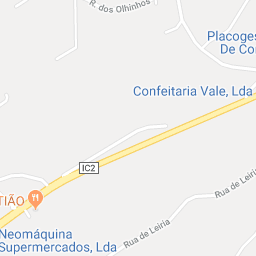 R. dos Olhinhos
Placoges
De Co
Confeitaria Vale, Lda
IC2
TIÃO
Rua de Leiria
Neomáquina
Supermercados, Lda
Rua de Leiria